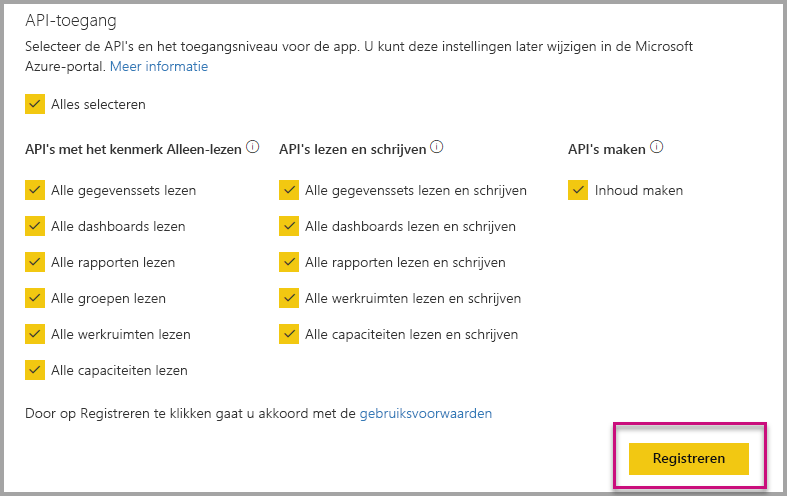 API-toegang
Selecteer de API's en het toegangsniveau voor de app. U kunt deze instellingen later wijzigen in de Microsoft
Azure-portal. Meer informatie
Alles selecteren
API's met het kenmerk Alleen-lezen
Alle gegevenssets lezen
Alle dashboards lezen
Alle rapporten lezen
Alle groepen lezen
Alle werkruimten lezen
Alle capaciteiten lezen
API's lezen en schrijven
Alle gegevenssets lezen en schrijven
Alle dashboards lezen en schrijven
Alle rapporten lezen en schrijven
Alle werkruimten lezen en schrijven
Alle capaciteiten lezen en schrijven
API's maken
Inhoud maken
Door op Registreren te klikken gaat u akkoord met de gebruiksvoorwaarden
Registreren